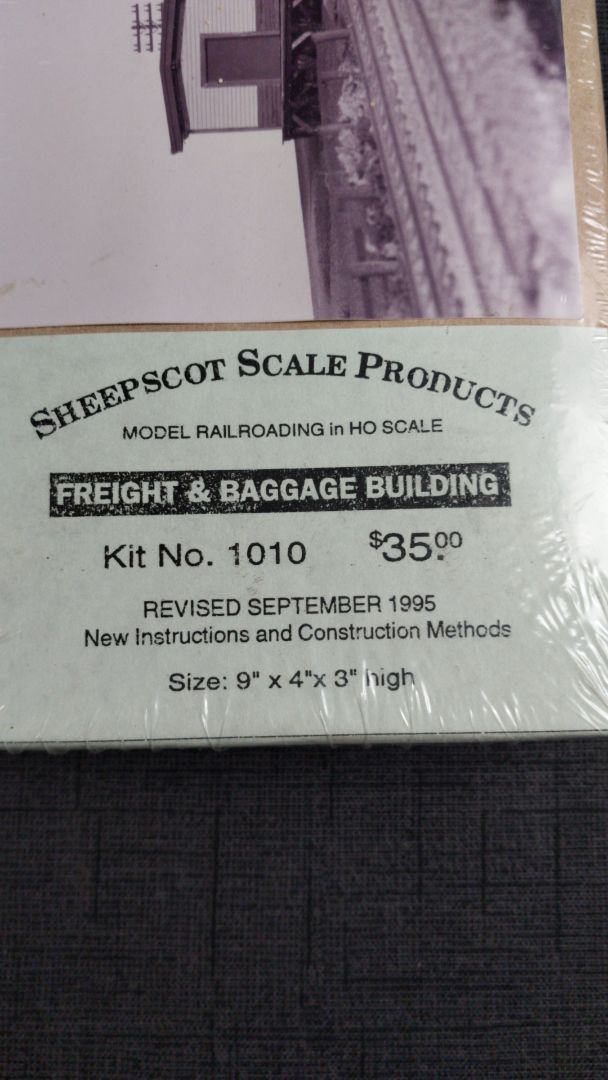 SHEEPSCOT SCALE PRODUCTS
MODEL RAILROADING in HO SCALE
FREIGHT & BAGGAGE BUILDING
Kit No. 1010 $35.00
REVISED SEPTEMBER 1995
New Instructions and Construction Methods
Size: 9" x 4"x 3" high